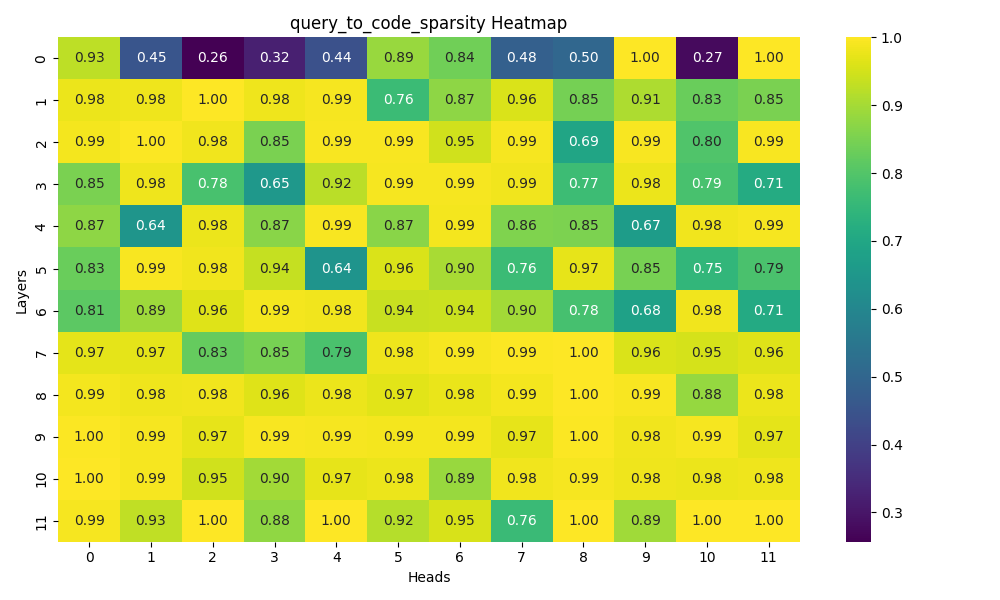 query_to_code_sparsity Heatmap
0 0.93 0.45 0.26 0.32 0.44 0.89 0.84 0.48 0.50 1.00 0.27 1.00
1 0.98 0.98 1.00 0.98 0.99 0.76 0.87 0.96 0.85 0.91 0.83 0.85
2 0.99 1.00 0.98 0.85 0.99 0.99 0.95 0.99 0.69 0.99 0.80 0.99
3 0.85 0.98 0.78 0.65 0.92 0.99 0.99 0.99 0.77 0.98 0.79 0.71
4 0.87 0.64 0.98 0.87 0.99 0.87 0.99 0.86 0.85 0.67 0.98 0.99
5 0.83 0.99 0.98 0.94 0.64 0.96 0.90 0.76 0.97 0.85 0.75 0.79
6 0.81 0.89 0.96 0.99 0.98 0.94 0.94 0.90 0.78 0.68 0.98 0.71
7 0.97 0.97 0.83 0.85 0.79 0.98 0.99 0.99 1.00 0.96 0.95 0.96
8 0.99 0.98 0.98 0.96 0.98 0.97 0.98 0.99 1.00 0.99 0.88 0.98
9 1.00 0.99 0.97 0.99 0.99 0.99 0.99 0.97 1.00 0.98 0.99 0.97
10 1.00 0.99 0.95 0.90 0.97 0.98 0.89 0.98 0.99 0.98 0.98 0.98
11 0.99 0.93 1.00 0.88 1.00 0.92 0.95 0.76 1.00 0.89 1.00 1.00
0 1 2 3 4 5 6 7 8 9 10 11
Heads
Layers
1.0
0.9
0.8
0.7
0.6
0.5
0.4
0.3